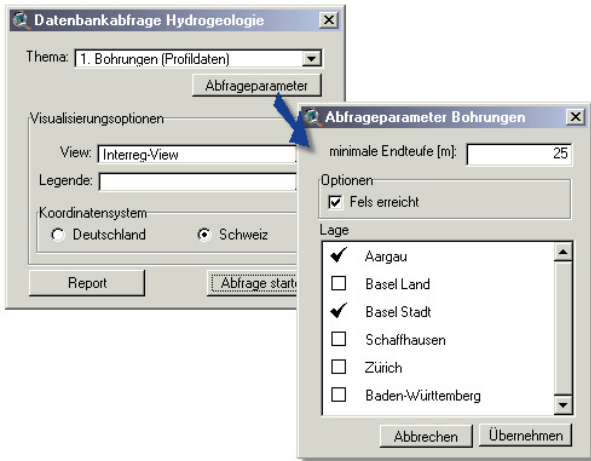 Datenbankabfrage Hydrogeologie
Thema: 1. Bohrungen (Profildaten)
Abfrageparameter
Visualisierungsoptionen
View: Interreg-View
Legende:
Koordinatensystem
Deutschland Schweiz
Report Abfrage start
Abfrageparameter Bohrungen
minimale Endteufe [m]: 25
Optionen
Fels erreicht
Lage
Aargau
Basel Land
Basel Stadt
Schaffhausen
Zürich
Baden-Württemberg
Abbrechen Übernehmen